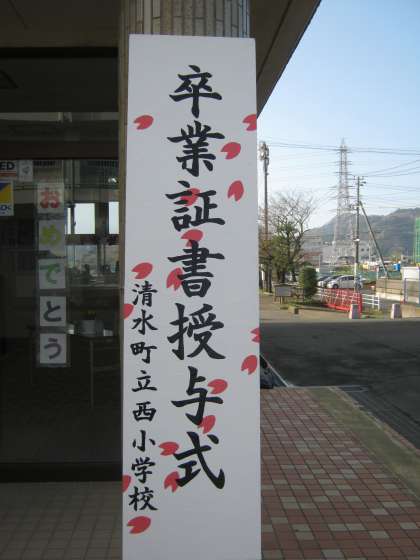 卒業証書授与式
清水町立西小学校
おめでとう